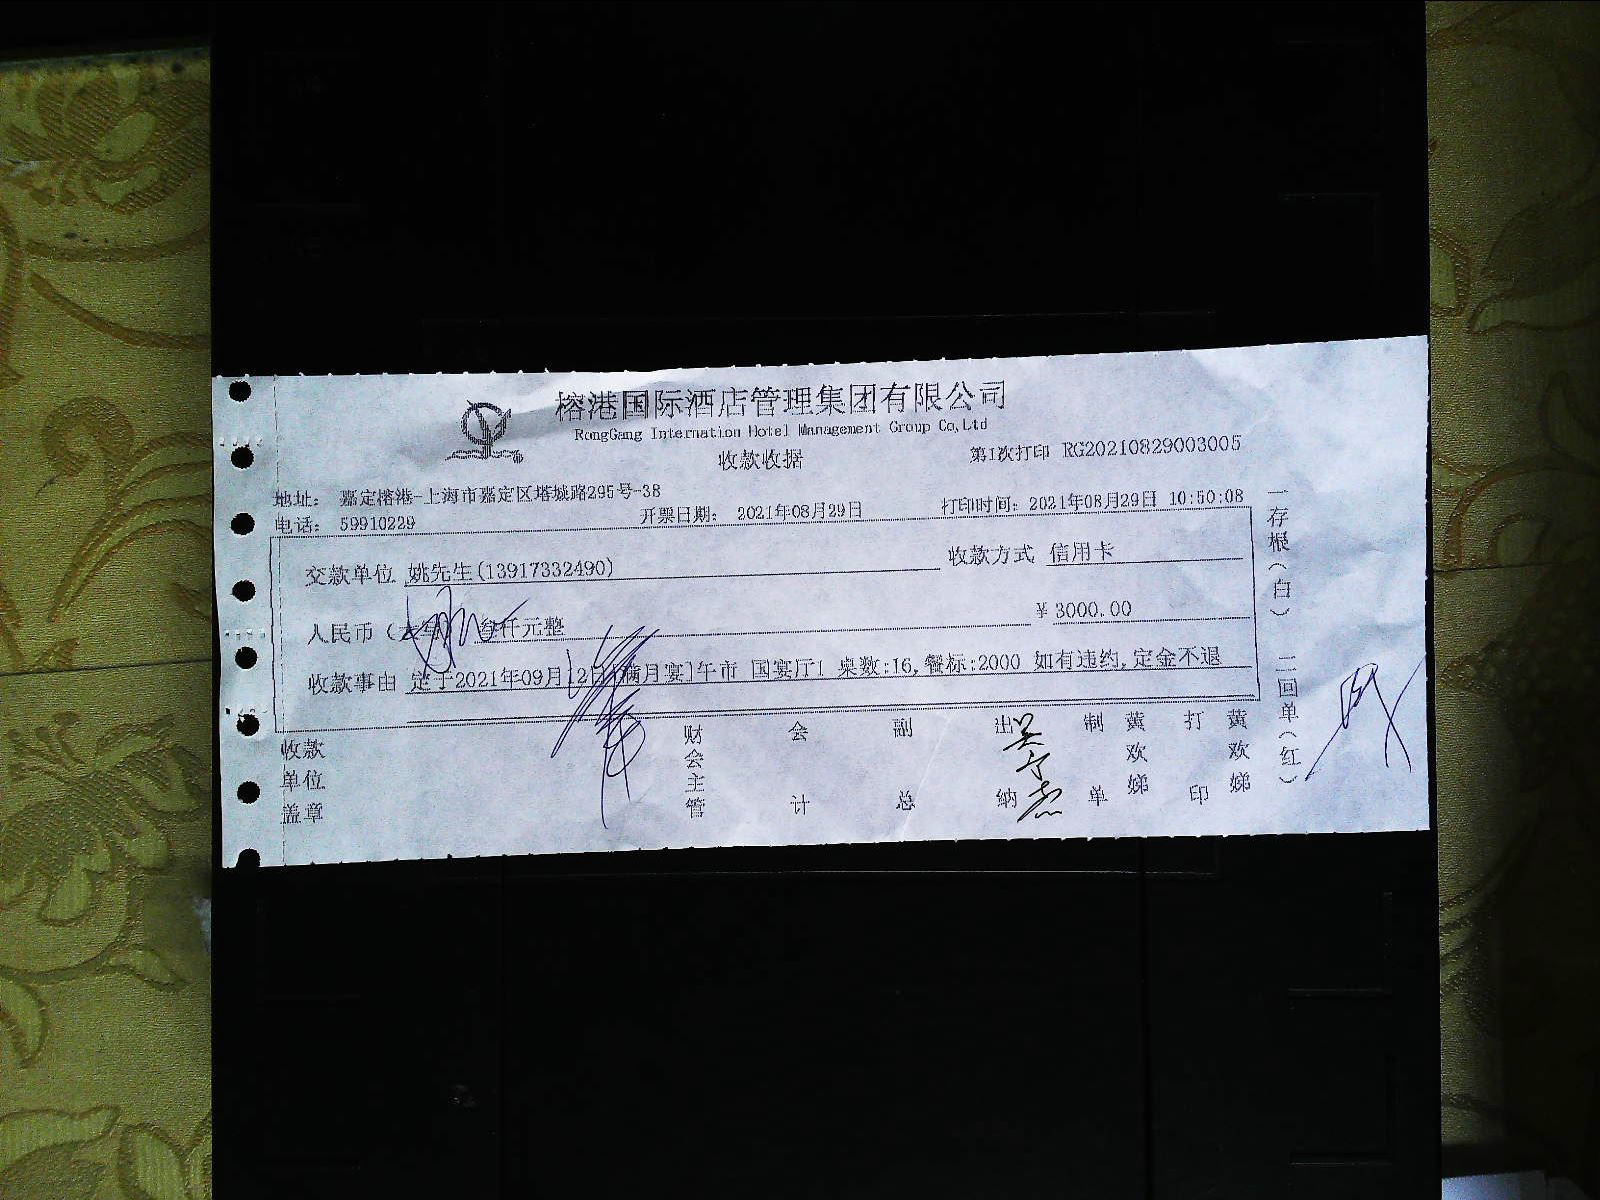 榕港国际酒店管理集团有限公司
RongGang Internation Hotel Management Group Co,Ltd
收款收据
第1次打印 RG20210829003005
地址: 嘉定榕港-上海市嘉定区塔城路295号-38
电话: 59910229
开票日期: 2021年08月29日
打印时间: 2021年08月29日 10:50:08
交款单位 姚先生(13917332490)
收款方式 信用卡
人民币(大写) 叁仟元整
¥ 3000.00
收款事由 定于2021年09月12日[满月宴]午市 国宴厅1 桌数:16,餐标:2000 如有违约,定金不退
收款单位盖章
财会主管
会计
副总
出纳
制单 黄欢娣
打印 黄欢娣
一存根(白) 二回单(红)